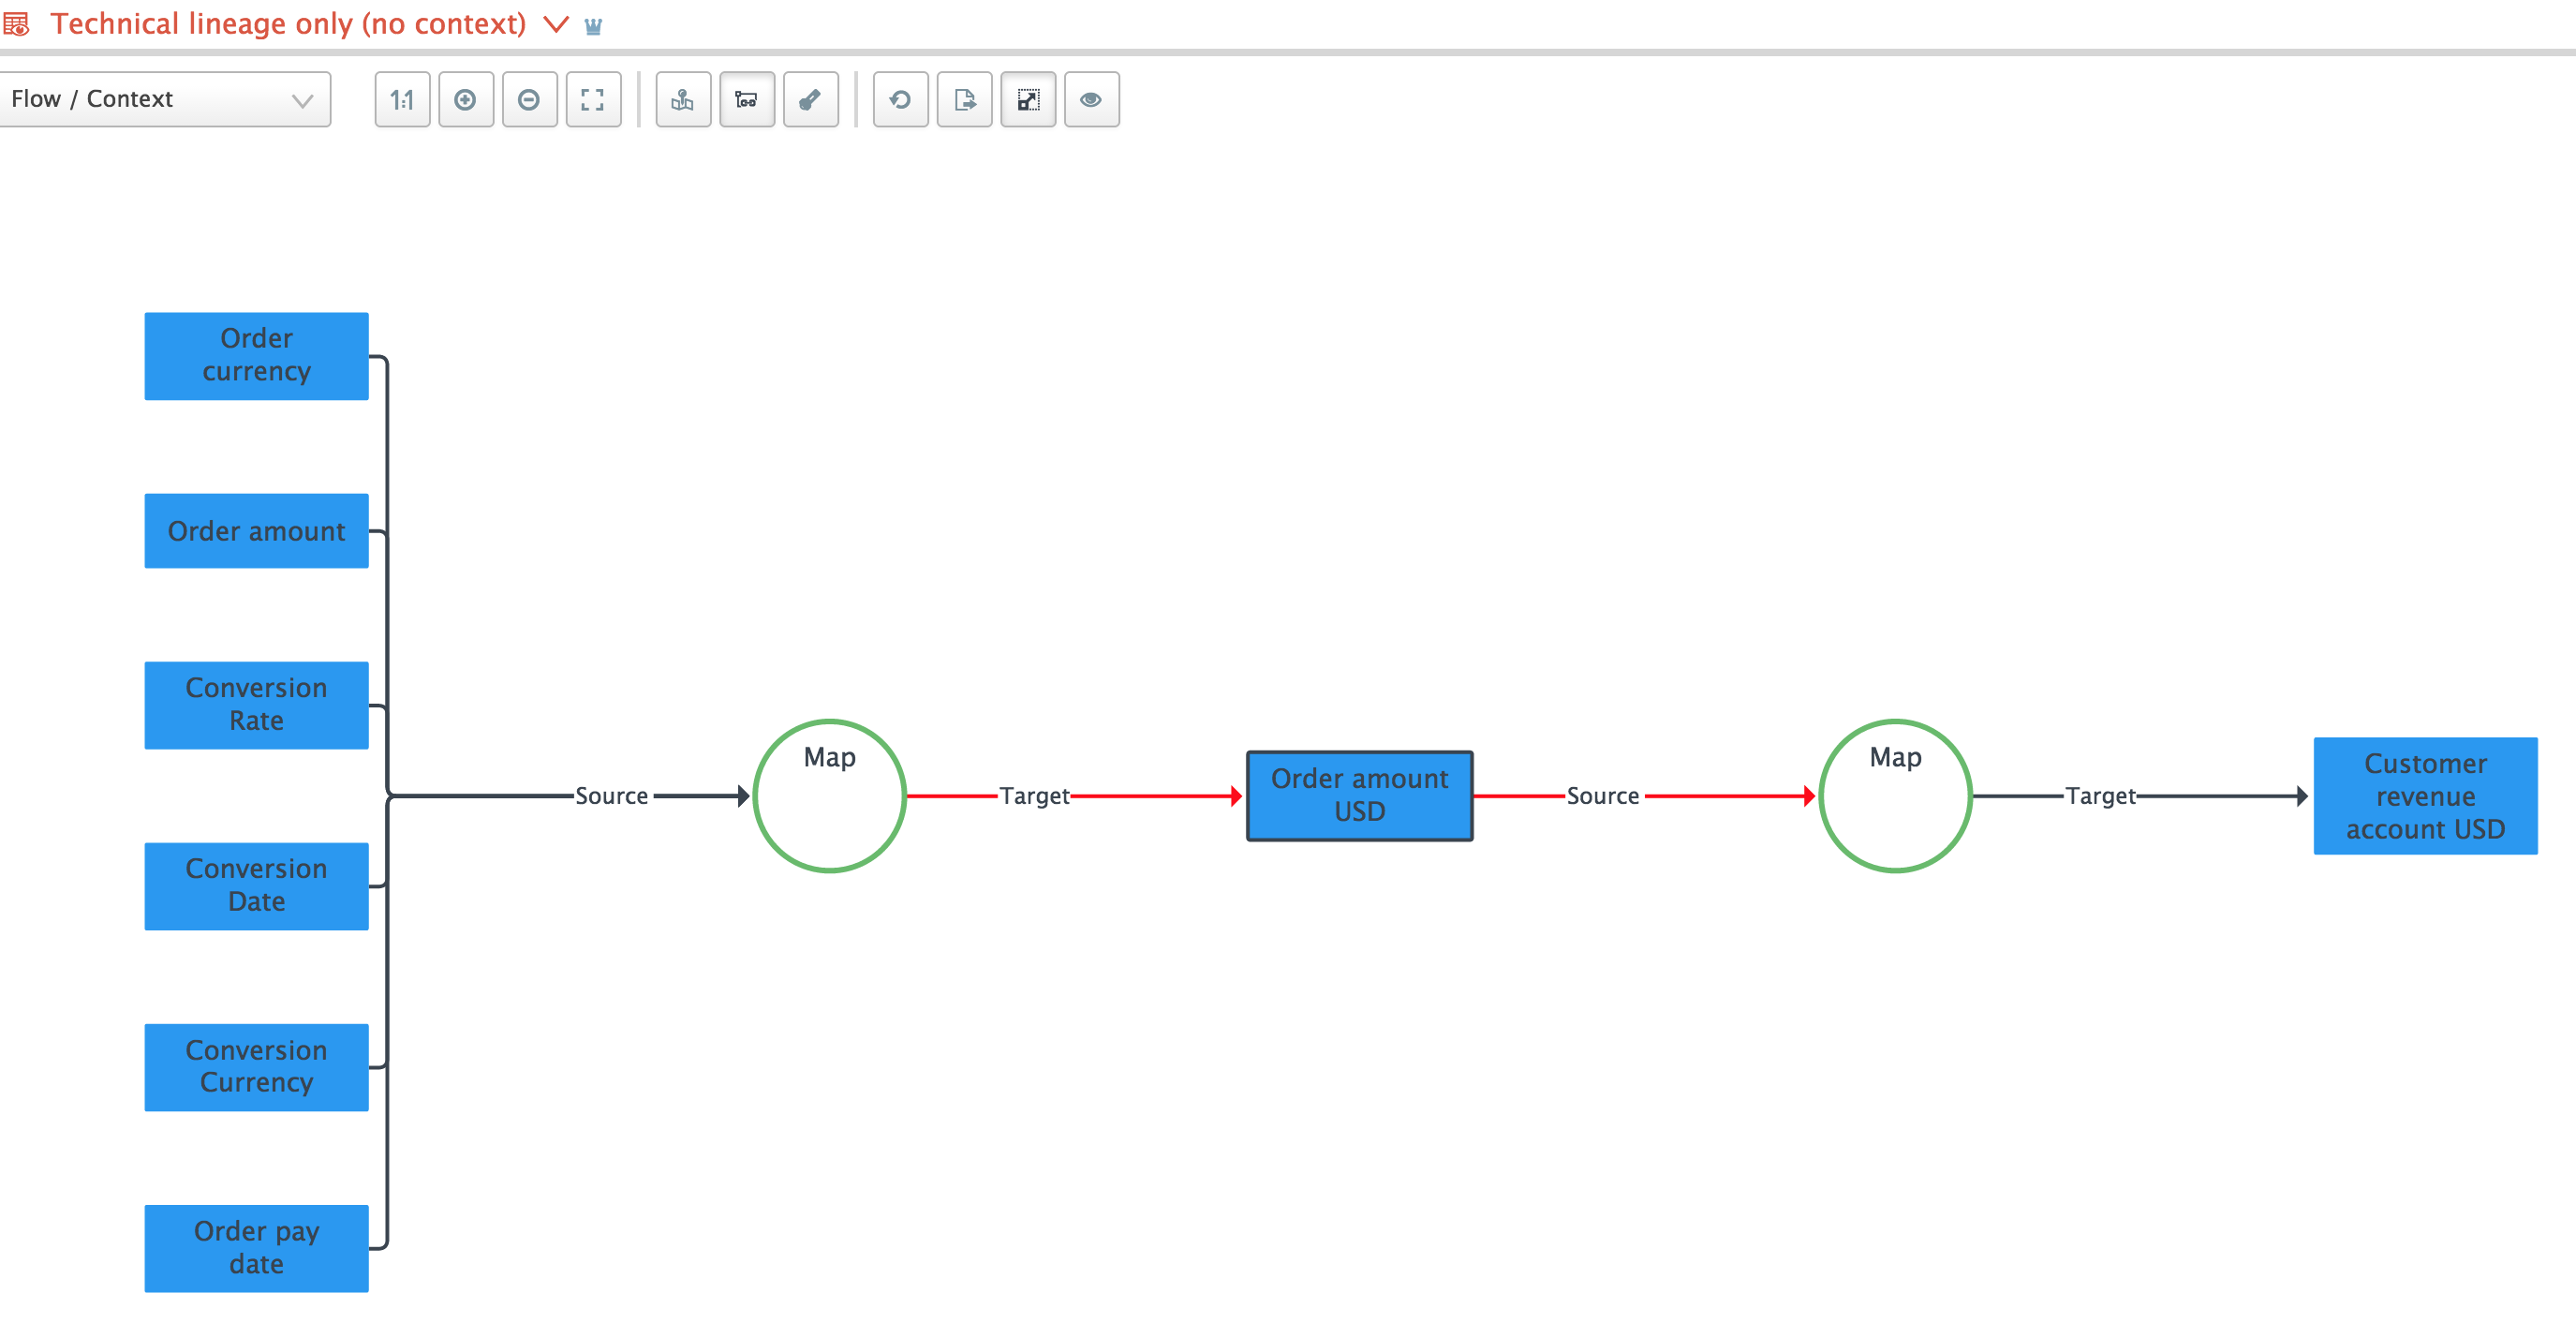 Technical lineage only (no context)
Flow / Context
1:1
Order
currency
Order amount
Conversion
Rate
Conversion
Date
Conversion
Currency
Order pay
date
Source
Map
Target
Order amount
USD
Source
Map
Target
Customer
revenue
account USD